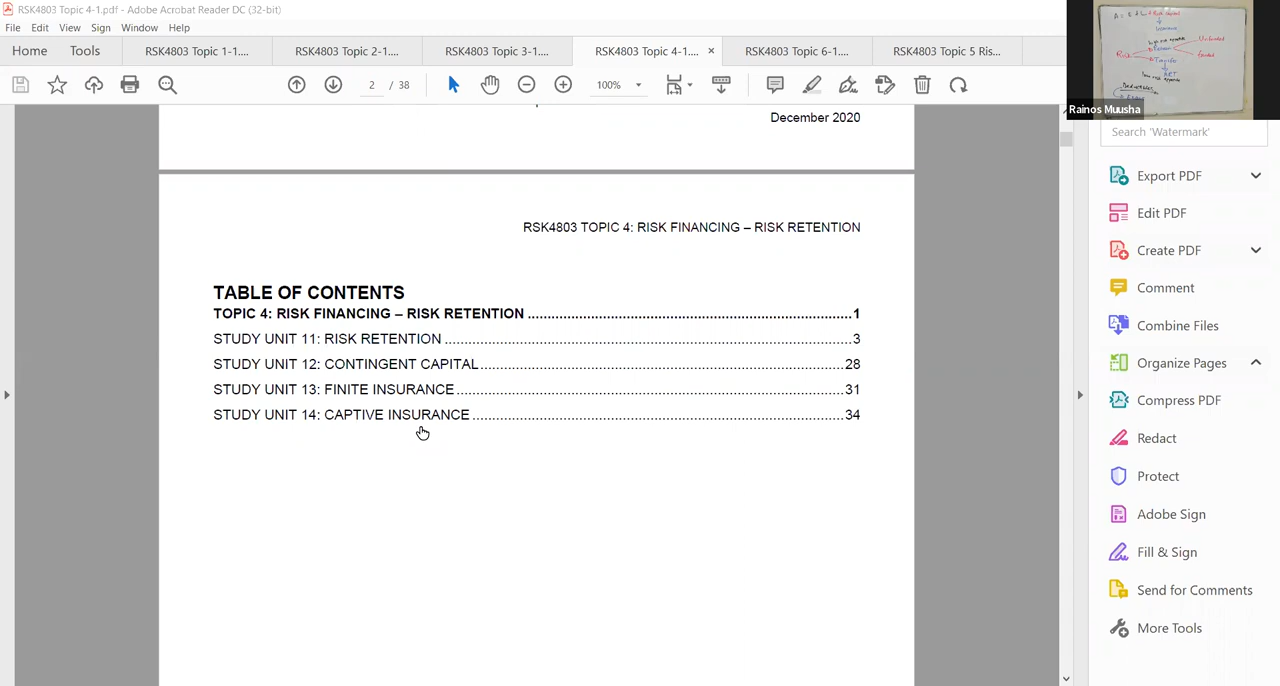 RSK4803 Topic 4-1.pdf - Adobe Acrobat Reader DC (32-bit)
File Edit View Sign Window Help
Home Tools RSK4803 Topic 1-1.... RSK4803 Topic 2-1.... RSK4803 Topic 3-1.... RSK4803 Topic 4-1.... × RSK4803 Topic 6-1.... RSK4803 Topic 5 Ris...
2 / 38 100%
Rainos Muusha
December 2020
RSK4803 TOPIC 4: RISK FINANCING – RISK RETENTION
TABLE OF CONTENTS
TOPIC 4: RISK FINANCING – RISK RETENTION ........ 1
STUDY UNIT 11: RISK RETENTION ........ 3
STUDY UNIT 12: CONTINGENT CAPITAL ........ 28
STUDY UNIT 13: FINITE INSURANCE ........ 31
STUDY UNIT 14: CAPTIVE INSURANCE ........ 34
Search 'Watermark'
Export PDF
Edit PDF
Create PDF
Comment
Combine Files
Organize Pages
Compress PDF
Redact
Protect
Adobe Sign
Fill & Sign
Send for Comments
More Tools
Risk